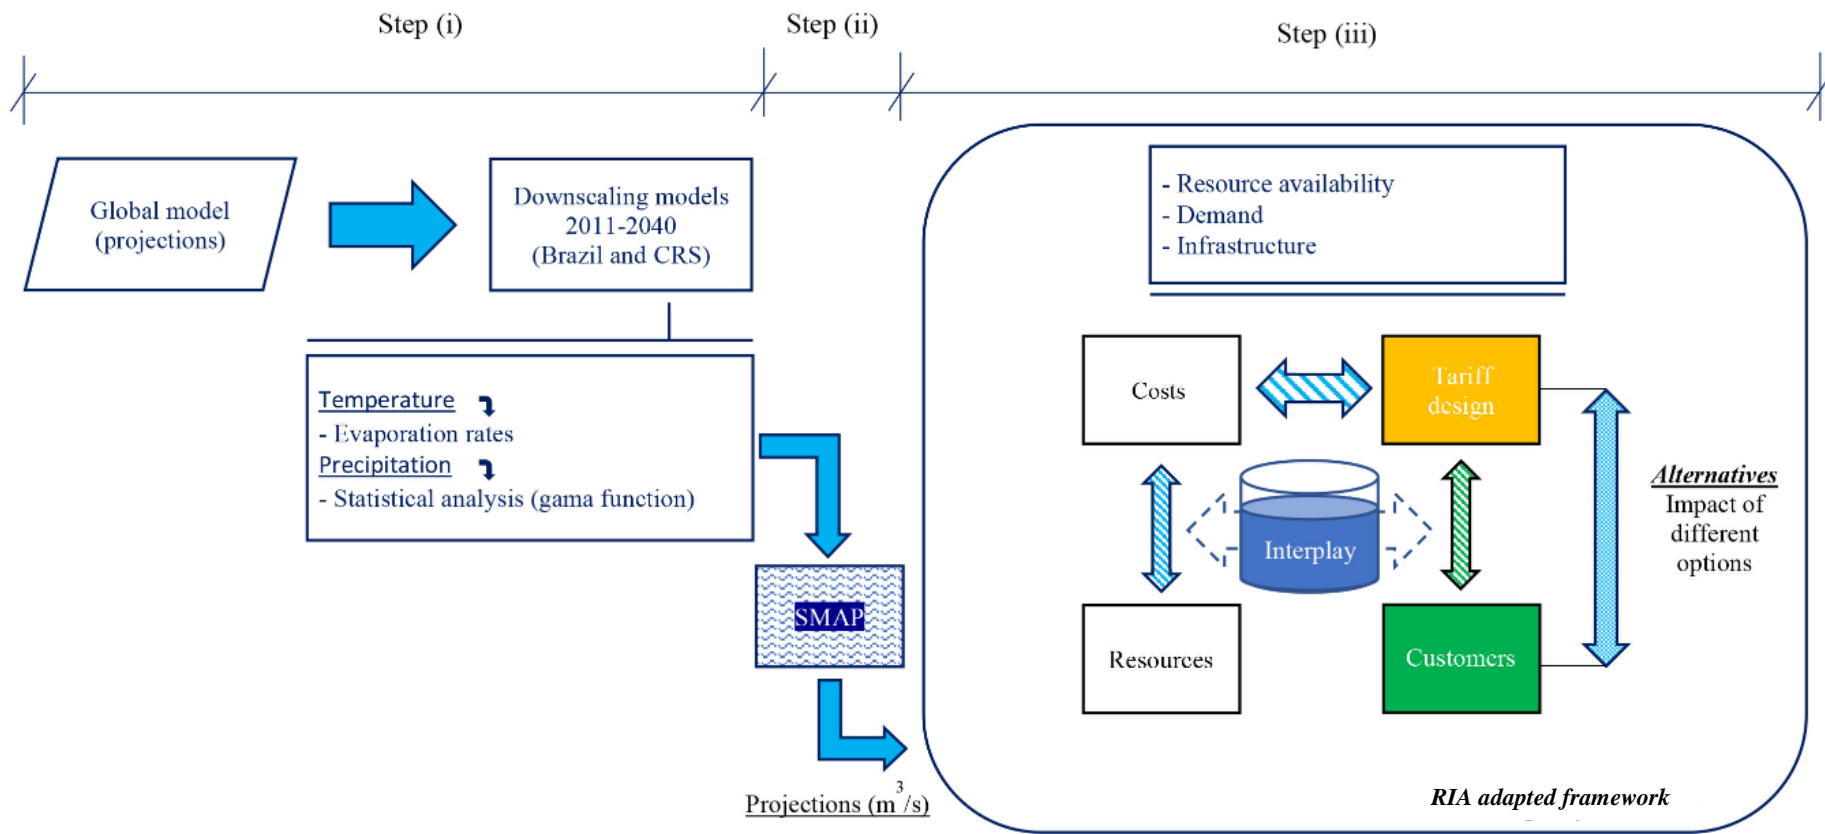 Step (i)
Step (ii)
Step (iii)
Global model
(projections)
Downscaling models
2011-2040
(Brazil and CRS)
Temperature
- Evaporation rates
Precipitation
- Statistical analysis (gama function)
SMAP
Projections (m³/s)
- Resource availability
- Demand
- Infrastructure
Costs
Tariff
design
Interplay
Resources
Customers
Alternatives
Impact of
different
options
RIA adapted framework